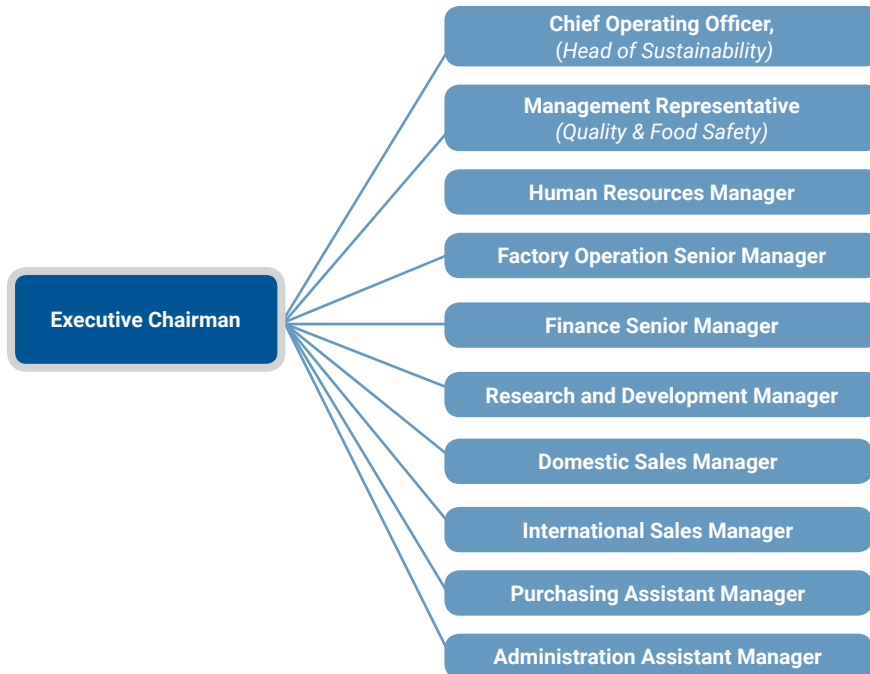 Chief Operating Officer,
(Head of Sustainability)
Management Representative
(Quality & Food Safety)
Human Resources Manager
Factory Operation Senior Manager
Executive Chairman
Finance Senior Manager
Research and Development Manager
Domestic Sales Manager
International Sales Manager
Purchasing Assistant Manager
Administration Assistant Manager